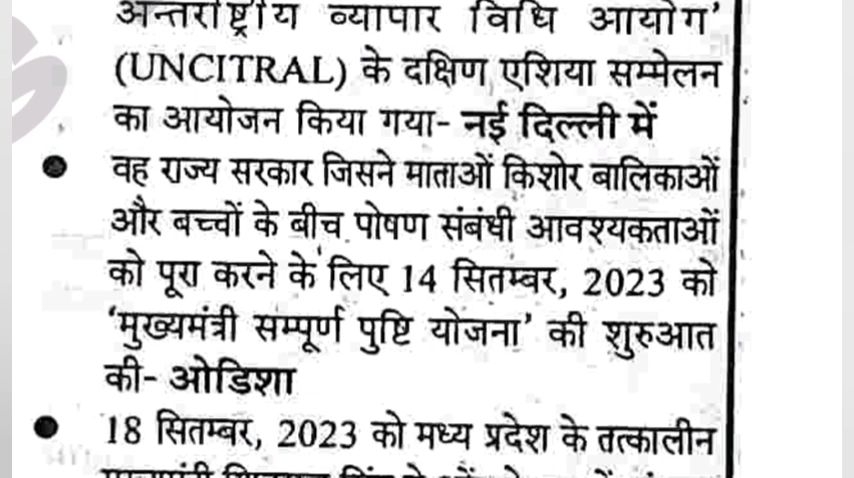 अन्तर्राष्ट्रीय व्यापार विधि आयोग'
(UNCITRAL) के दक्षिण एशिया सम्मेलन
का आयोजन किया गया- नई दिल्ली में
● वह राज्य सरकार जिसने माताओं किशोर बालिकाओं
और बच्चों के बीच पोषण संबंधी आवश्यकताओं
को पूरा करने के लिए 14 सितम्बर, 2023 को
'मुख्यमंत्री सम्पूर्ण पुष्टि योजना' की शुरुआत
की- ओडिशा
● 18 सितम्बर, 2023 को मध्य प्रदेश के तत्कालीन